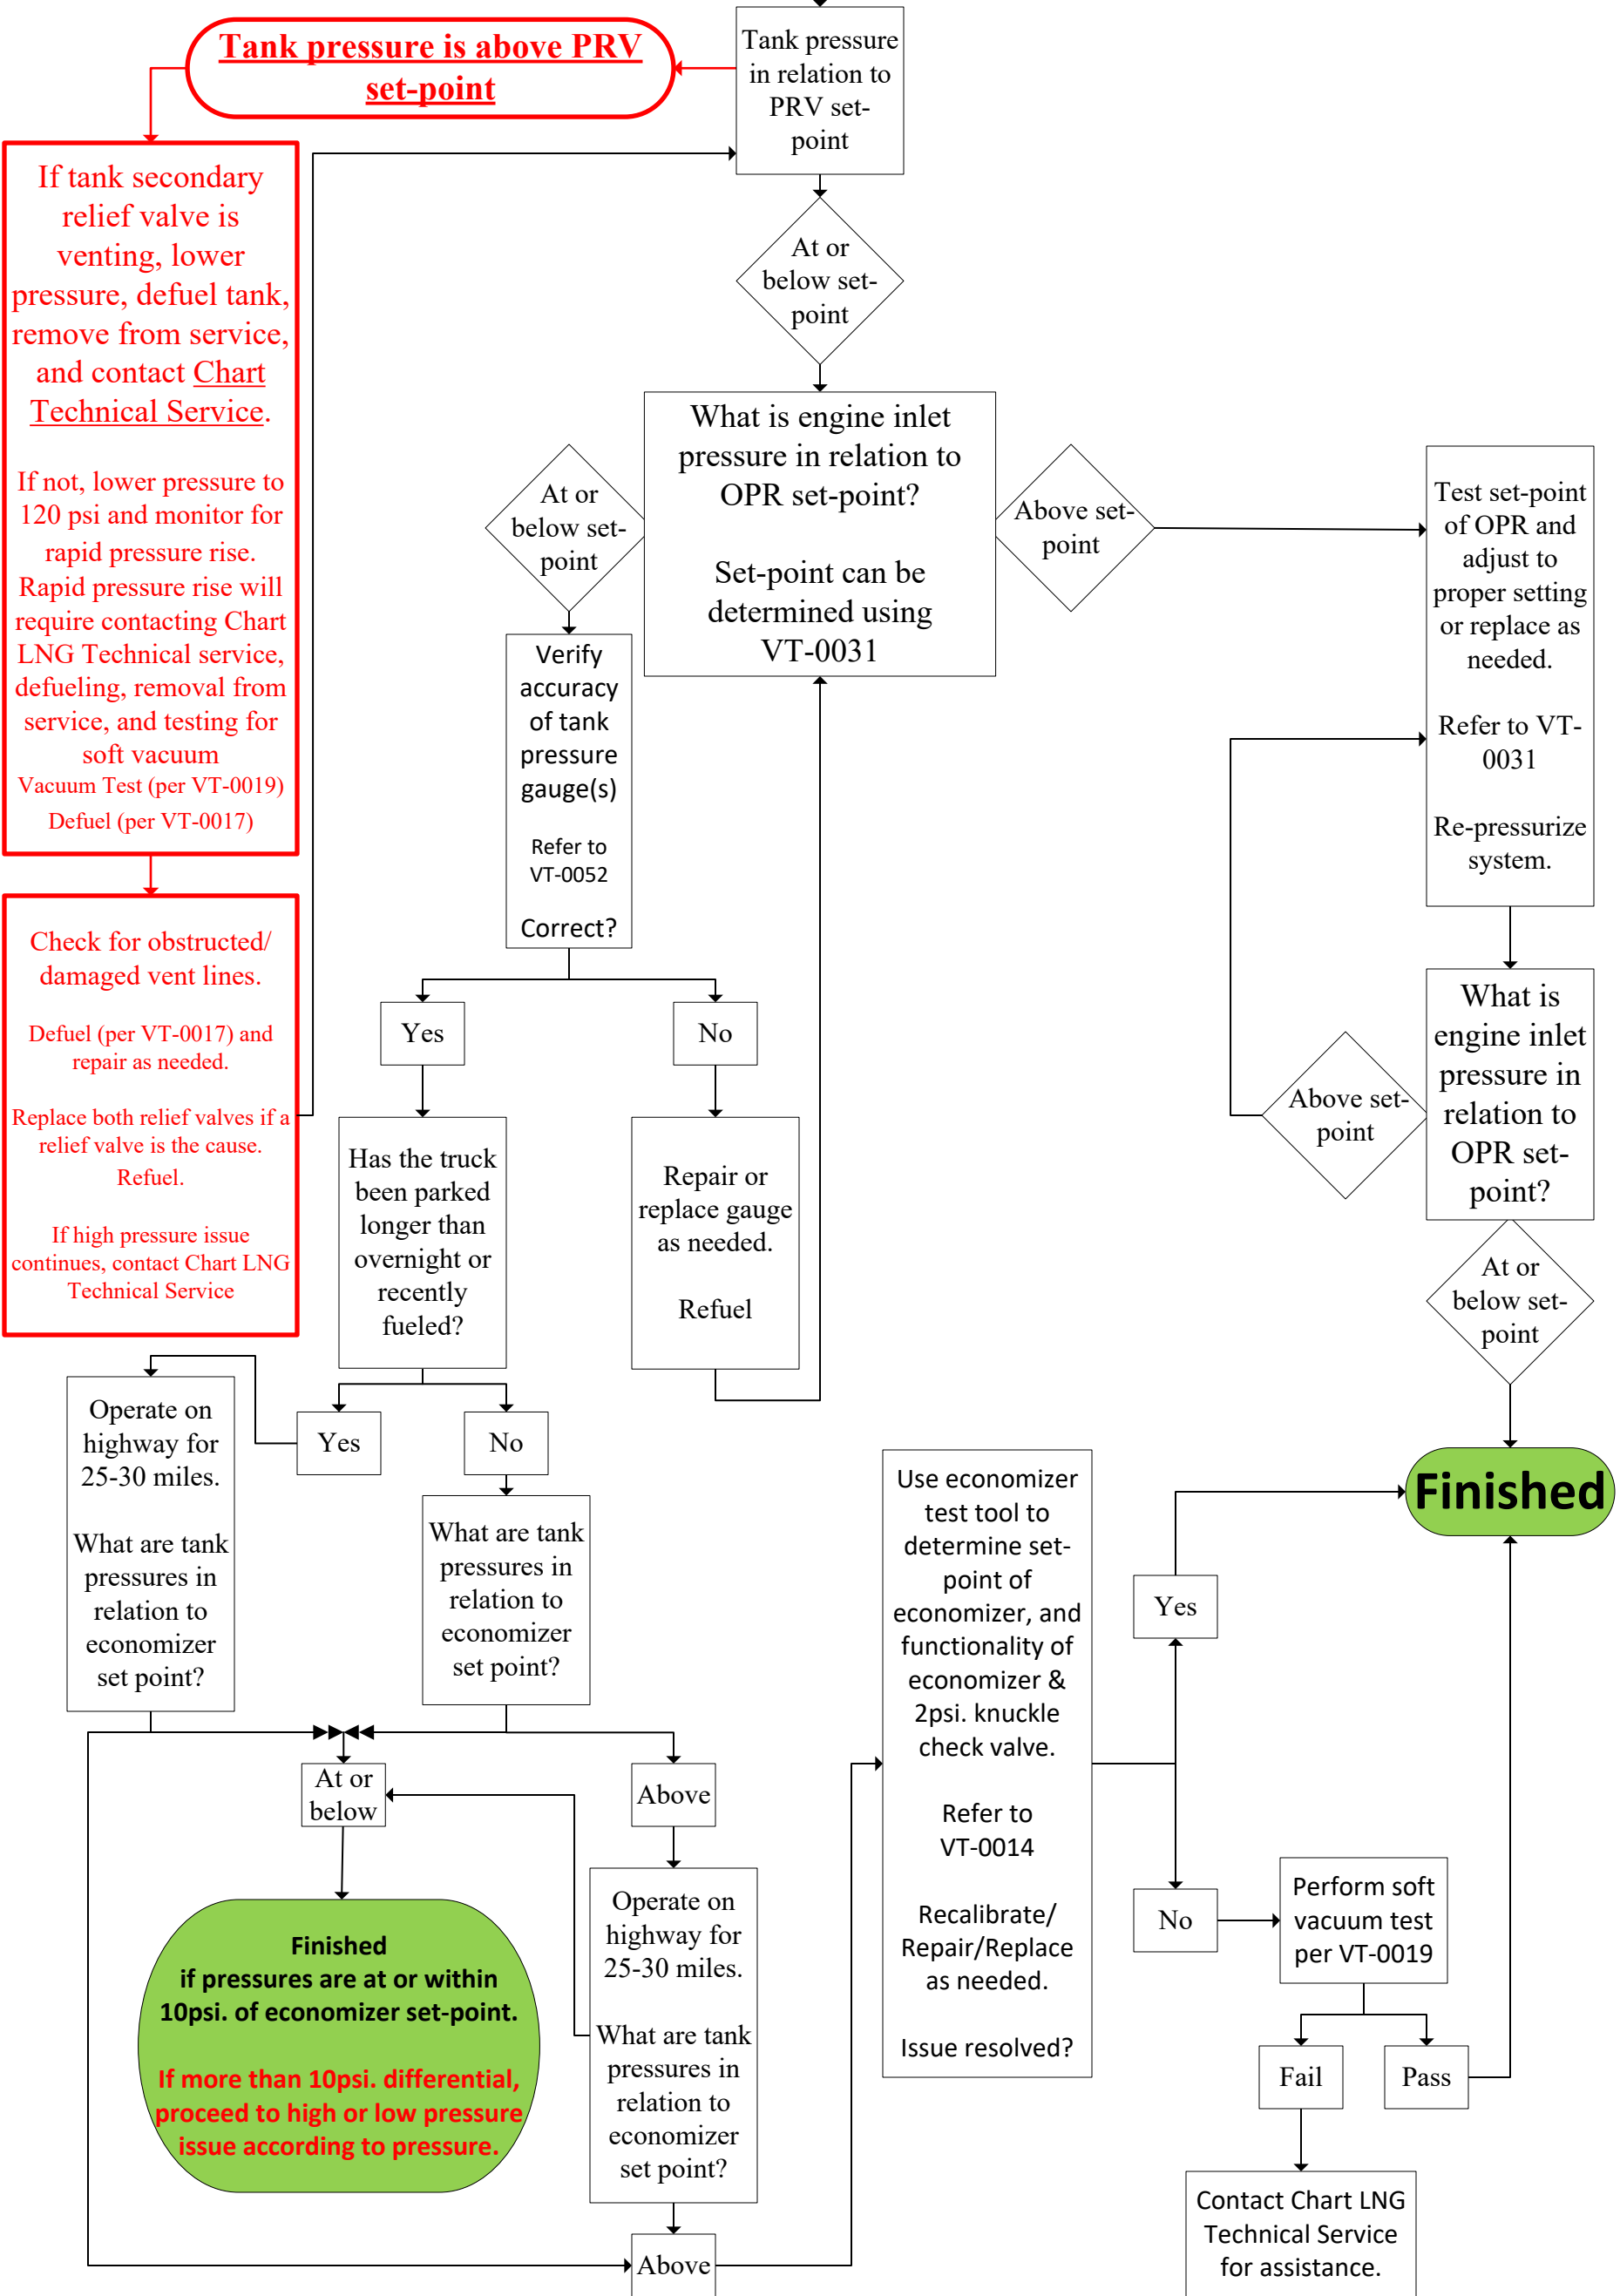 Tank pressure is above PRV
set-point
Tank pressure
in relation to
PRV set-
point
If tank secondary
relief valve is
venting, lower
pressure, defuel tank,
remove from service,
and contact Chart
Technical Service.
If not, lower pressure to
120 psi and monitor for
rapid pressure rise.
Rapid pressure rise will
require contacting Chart
LNG Technical service,
defueling, removal from
service, and testing for
soft vacuum
Vacuum Test (per VT-0019)
Defuel (per VT-0017)
At or
below set-
point
What is engine inlet
pressure in relation to
OPR set-point?
Set-point can be
determined using
VT-0031
At or
below set-
point
Above set-
point
Test set-point
of OPR and
adjust to
proper setting
or replace as
needed.
Refer to VT-
0031
Re-pressurize
system.
Verify
accuracy
of tank
pressure
gauge(s)
Refer to
VT-0052
Correct?
Check for obstructed/
damaged vent lines.
Defuel (per VT-0017) and
repair as needed.
Replace both relief valves if a
relief valve is the cause.
Refuel.
If high pressure issue
continues, contact Chart LNG
Technical Service
Yes
No
What is
engine inlet
pressure in
relation to
OPR set-
point?
Above set-
point
Has the truck
been parked
longer than
overnight or
recently
fueled?
Repair or
replace gauge
as needed.
Refuel
At or
below set-
point
Yes
No
Operate on
highway for
25-30 miles.
What are tank
pressures in
relation to
economizer
set point?
What are tank
pressures in
relation to
economizer
set point?
Use economizer
test tool to
determine set-
point of
economizer, and
functionality of
economizer &
2psi. knuckle
check valve.
Refer to
VT-0014
Recalibrate/
Repair/Replace
as needed.
Issue resolved?
Finished
Yes
At or
below
Above
Operate on
highway for
25-30 miles.
What are tank
pressures in
relation to
economizer
set point?
No
Perform soft
vacuum test
per VT-0019
Finished
if pressures are at or within
10psi. of economizer set-point.
If more than 10psi. differential,
proceed to high or low pressure
issue according to pressure.
Fail
Pass
Above
Contact Chart LNG
Technical Service
for assistance.